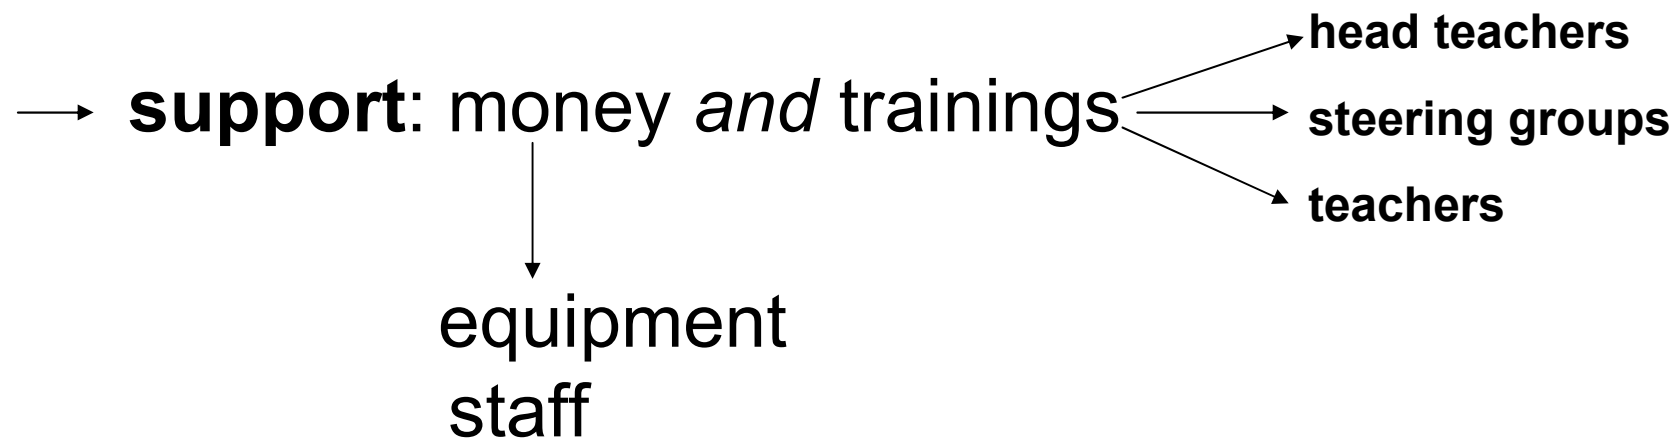 head teachers
support: money and trainings
steering groups
teachers
equipment
staff